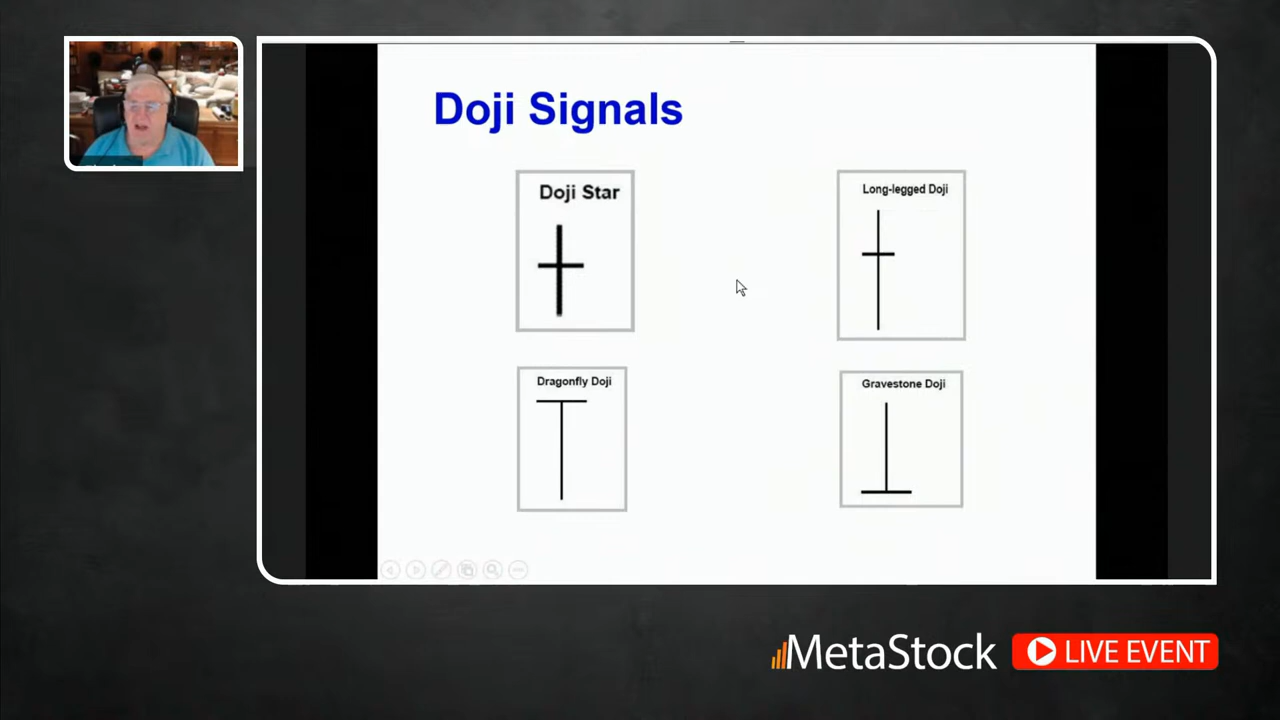 Doji Signals
Doji Star
Long-legged Doji
Dragonfly Doji
Gravestone Doji
MetaStock
LIVE EVENT